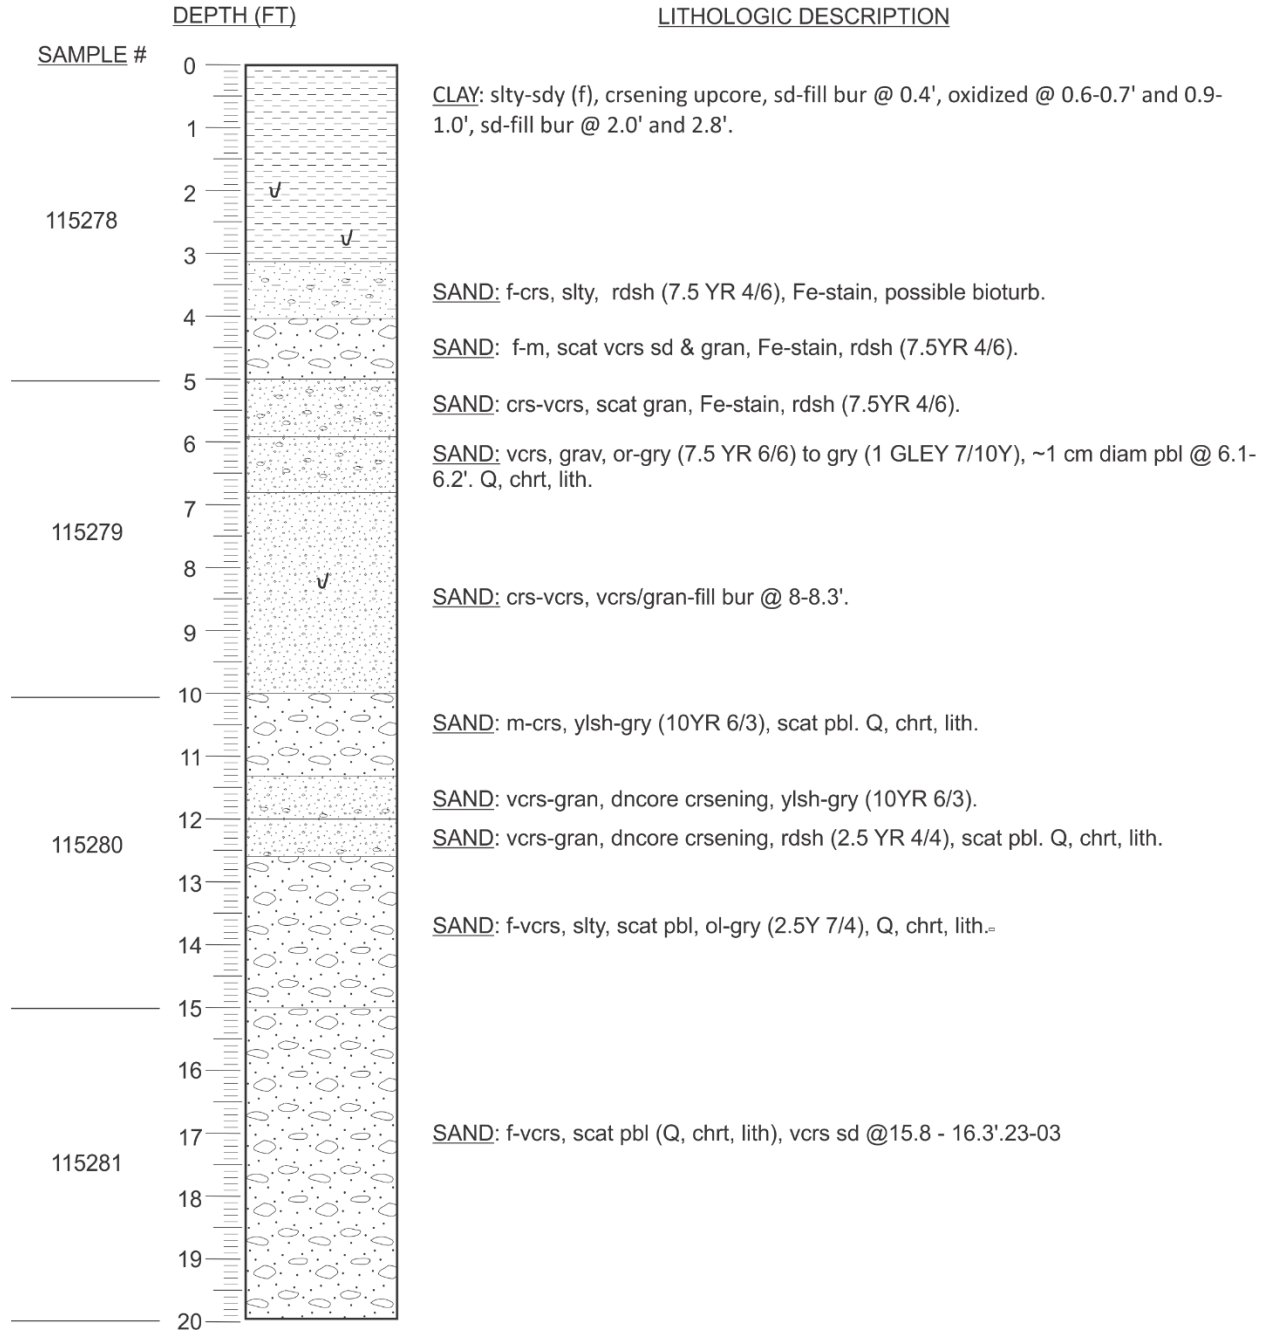 DEPTH (FT)
LITHOLOGIC DESCRIPTION
SAMPLE #
0
CLAY: slty-sdy (f), crsening upcore, sd-fill bur @ 0.4', oxidized @ 0.6-0.7' and 0.9-
1.0', sd-fill bur @ 2.0' and 2.8'.
1
2
115278
3
SAND: f-crs, slty, rdsh (7.5 YR 4/6), Fe-stain, possible bioturb.
4
SAND: f-m, scat vcrs sd & gran, Fe-stain, rdsh (7.5YR 4/6).
5
SAND: crs-vcrs, scat gran, Fe-stain, rdsh (7.5YR 4/6).
6
SAND: vcrs, grav, or-gry (7.5 YR 6/6) to gry (1 GLEY 7/10Y), ~1 cm diam pbl @ 6.1-
6.2'. Q, chrt, lith.
7
115279
8
SAND: crs-vcrs, vcrs/gran-fill bur @ 8-8.3'.
9
10
SAND: m-crs, ylsh-gry (10YR 6/3), scat pbl. Q, chrt, lith.
11
SAND: vcrs-gran, dncore crsening, ylsh-gry (10YR 6/3).
12
SAND: vcrs-gran, dncore crsening, rdsh (2.5 YR 4/4), scat pbl. Q, chrt, lith.
115280
13
SAND: f-vcrs, slty, scat pbl, ol-gry (2.5Y 7/4), Q, chrt, lith.
14
15
16
17
SAND: f-vcrs, scat pbl (Q, chrt, lith), vcrs sd @15.8 - 16.3'.23-03
115281
18
19
20